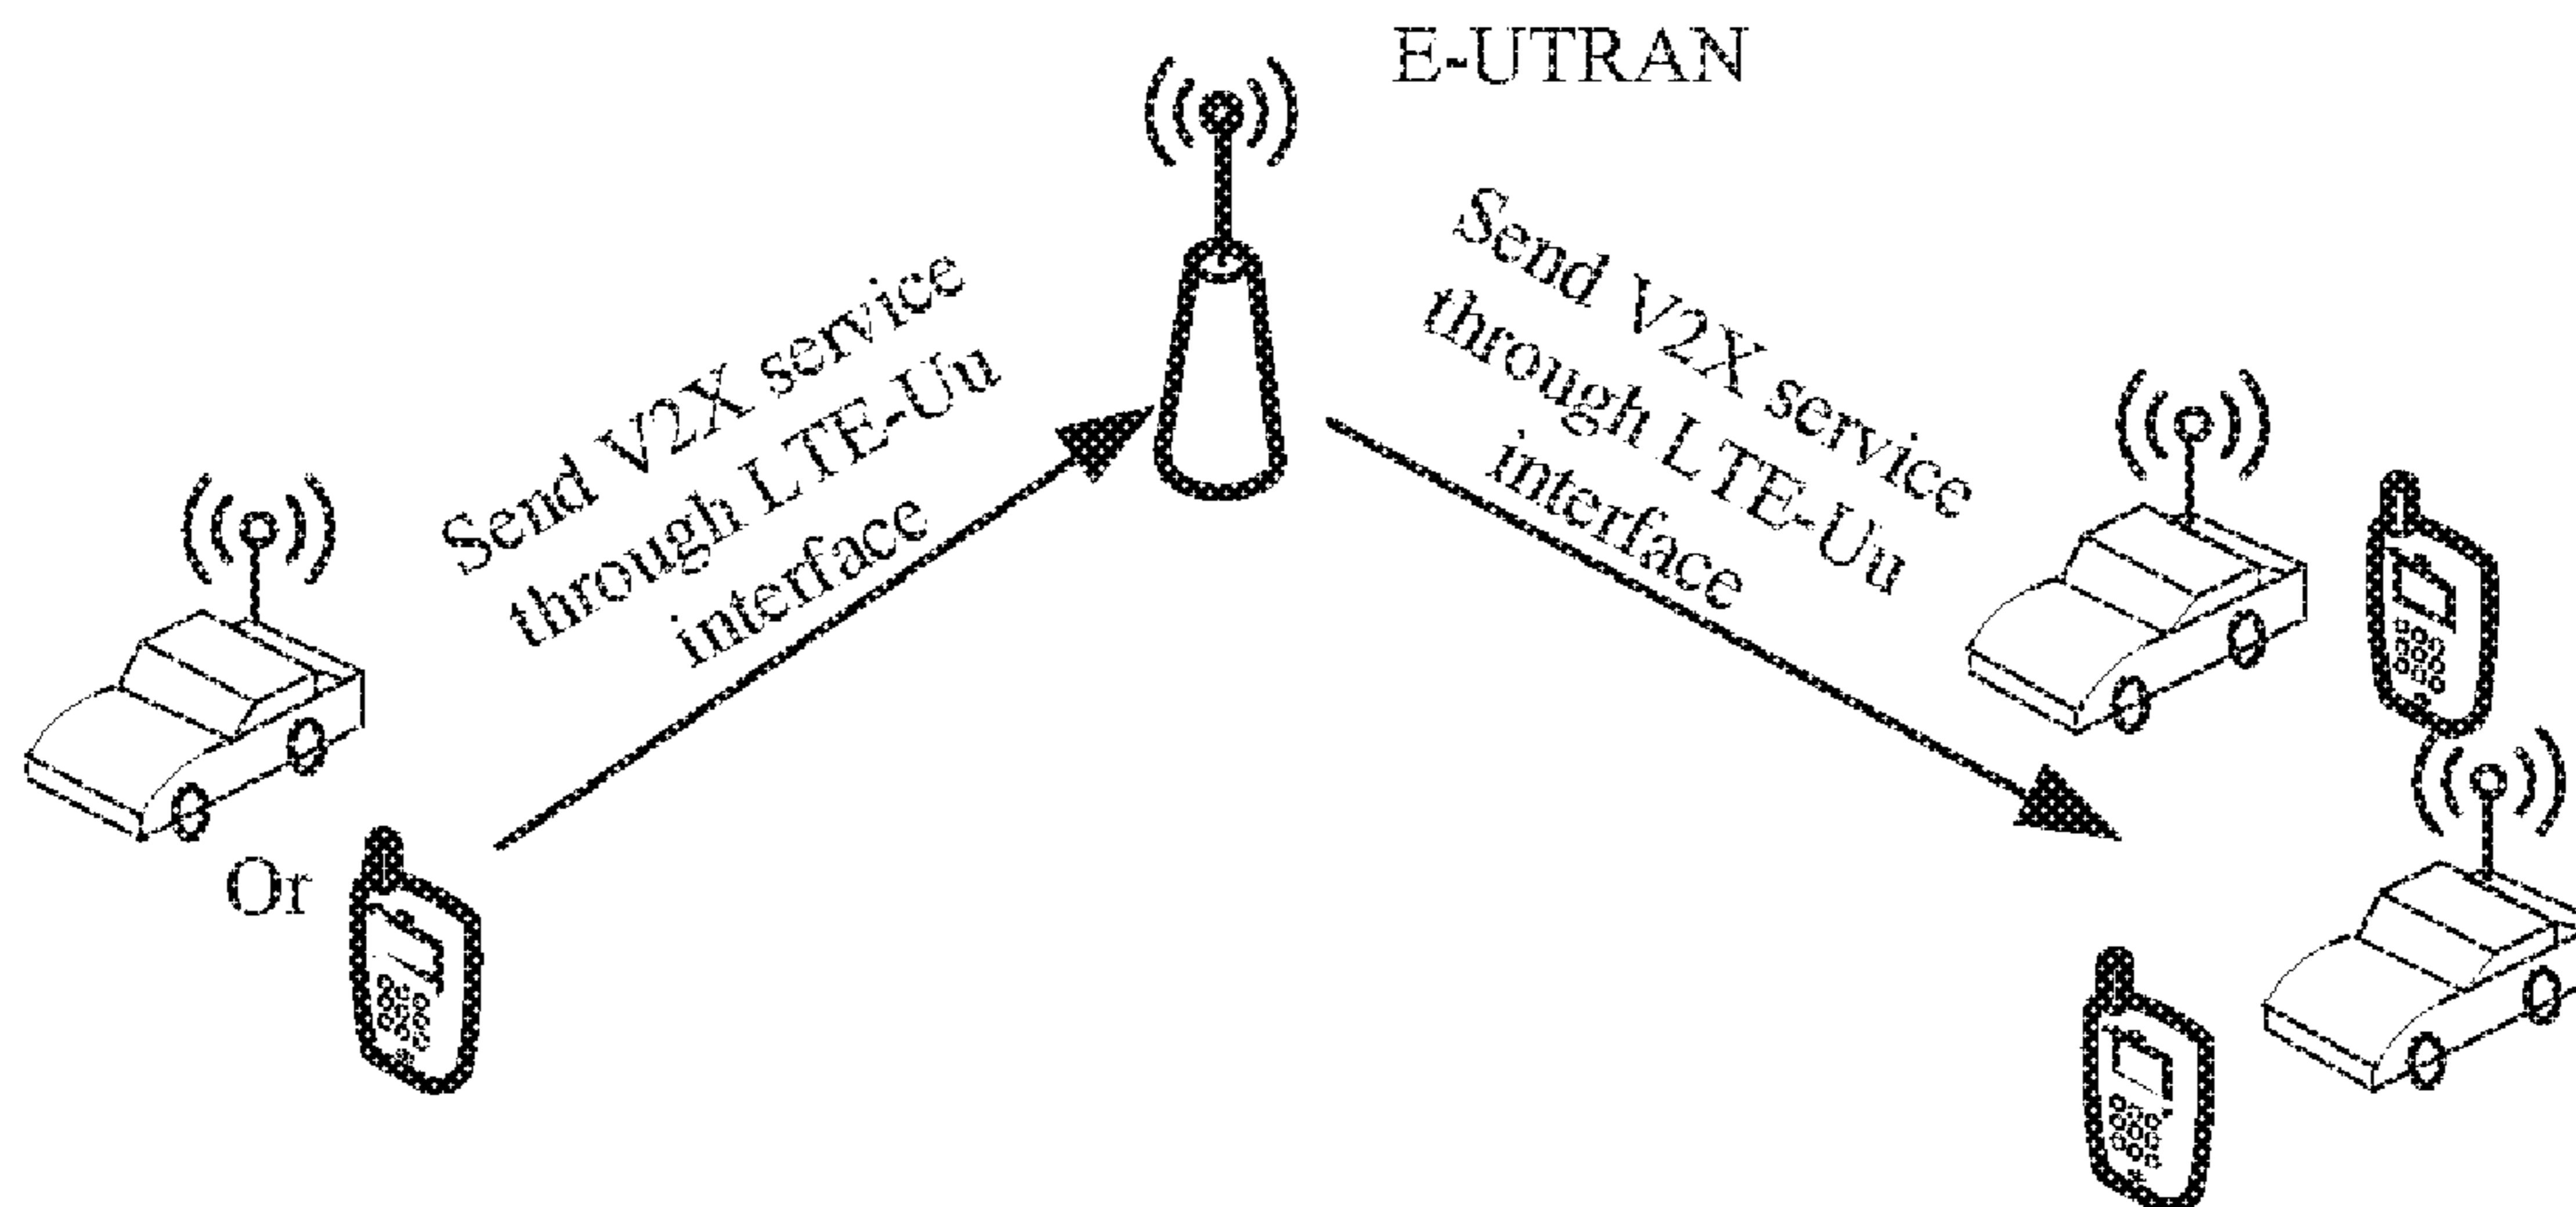 E-UTRAN
Send V2X service
through LTE-Uu
interface
Send V2X service
through LTE-Uu
interface
Or